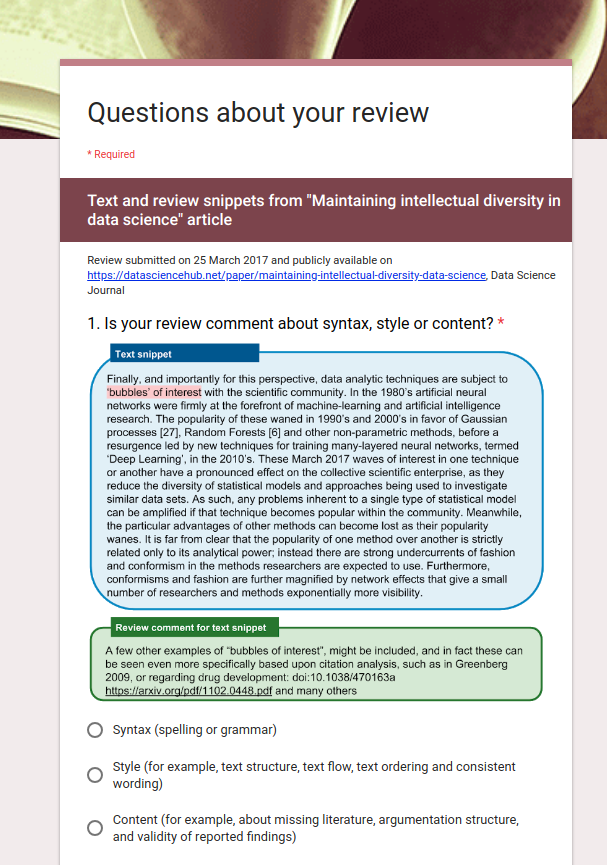 Questions about your review
* Required
Text and review snippets from "Maintaining intellectual diversity in
data science" article
Review submitted on 25 March 2017 and publicly available on
https://datasciencehub.net/paper/maintaining-intellectual-diversity-data-science, Data Science
Journal
1. Is your review comment about syntax, style or content? *
Text snippet
Finally, and importantly for this perspective, data analytic techniques are subject to
'bubbles' of interest with the scientific community. In the 1980's artificial neural
networks were firmly at the forefront of machine-learning and artificial intelligence
research. The popularity of these waned in 1990's and 2000's in favor of Gaussian
processes [27], Random Forests [6] and other non-parametric methods, before a
resurgence led by new techniques for training many-layered neural networks, termed
'Deep Learning', in the 2010's. These March 2017 waves of interest in one technique
or another have a pronounced effect on the collective scientific enterprise, as they
reduce the diversity of statistical models and approaches being used to investigate
similar data sets. As such, any problems inherent to a single type of statistical model
can be amplified if that technique becomes popular within the community. Meanwhile,
the particular advantages of other methods can become lost as their popularity
wanes. It is far from clear that the popularity of one method over another is strictly
related only to its analytical power; instead there are strong undercurrents of fashion
and conformism in the methods researchers are expected to use. Furthermore,
conformisms and fashion are further magnified by network effects that give a small
number of researchers and methods exponentially more visibility.
Review comment for text snippet
A few other examples of "bubbles of interest", might be included, and in fact these can
be seen even more specifically based upon citation analysis, such as in Greenberg
2009, or regarding drug development: doi:10.1038/470163a
https://arxiv.org/pdf/1102.0448.pdf and many others
Syntax (spelling or grammar)
Style (for example, text structure, text flow, text ordering and consistent
wording)
Content (for example, about missing literature, argumentation structure,
and validity of reported findings)